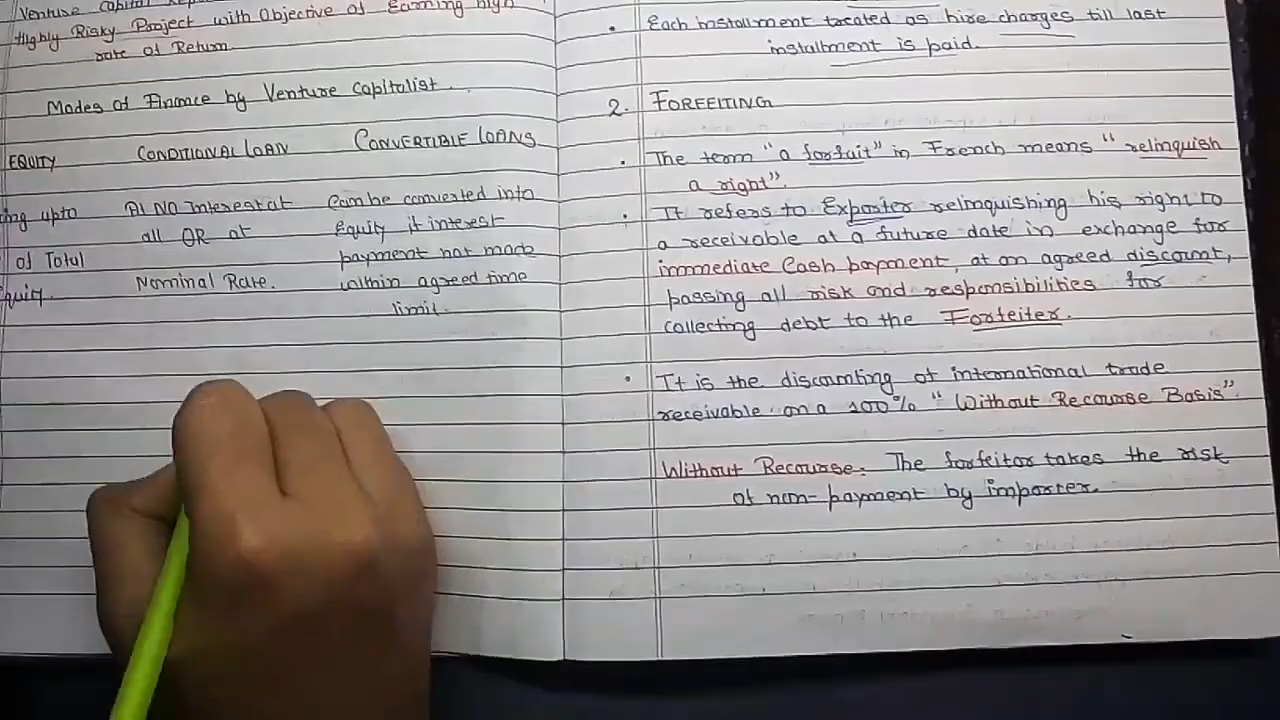 Venture Capital
Highly Risky Project with Objective of Earning high
rate of Return
Modes of Finance by Venture Capitalist.
EQUITY CONDITIONAL LOAN CONVERTIBLE LOANS
ing upto At NO Interest at Can be converted into
all OR at Equity if interest
of Total payment not made
Nominal Rate. within agreed time
limit.
• Each installment treated as hire charges till last
installment is paid.
2. FORFEITING
• The term "a forfuit" in French means "relinquish
a right".
• It refers to Exporter relinquishing his right to
a receivable at a future date in exchange for
immediate Cash payment, at an agreed discount,
passing all risk and responsibilities for
collecting debt to the Forfeiter.
• It is the discounting of international trade
receivable on a 100% "Without Recourse Basis".
Without Recourse: The forfeitor takes the risk
of non-payment by importer.